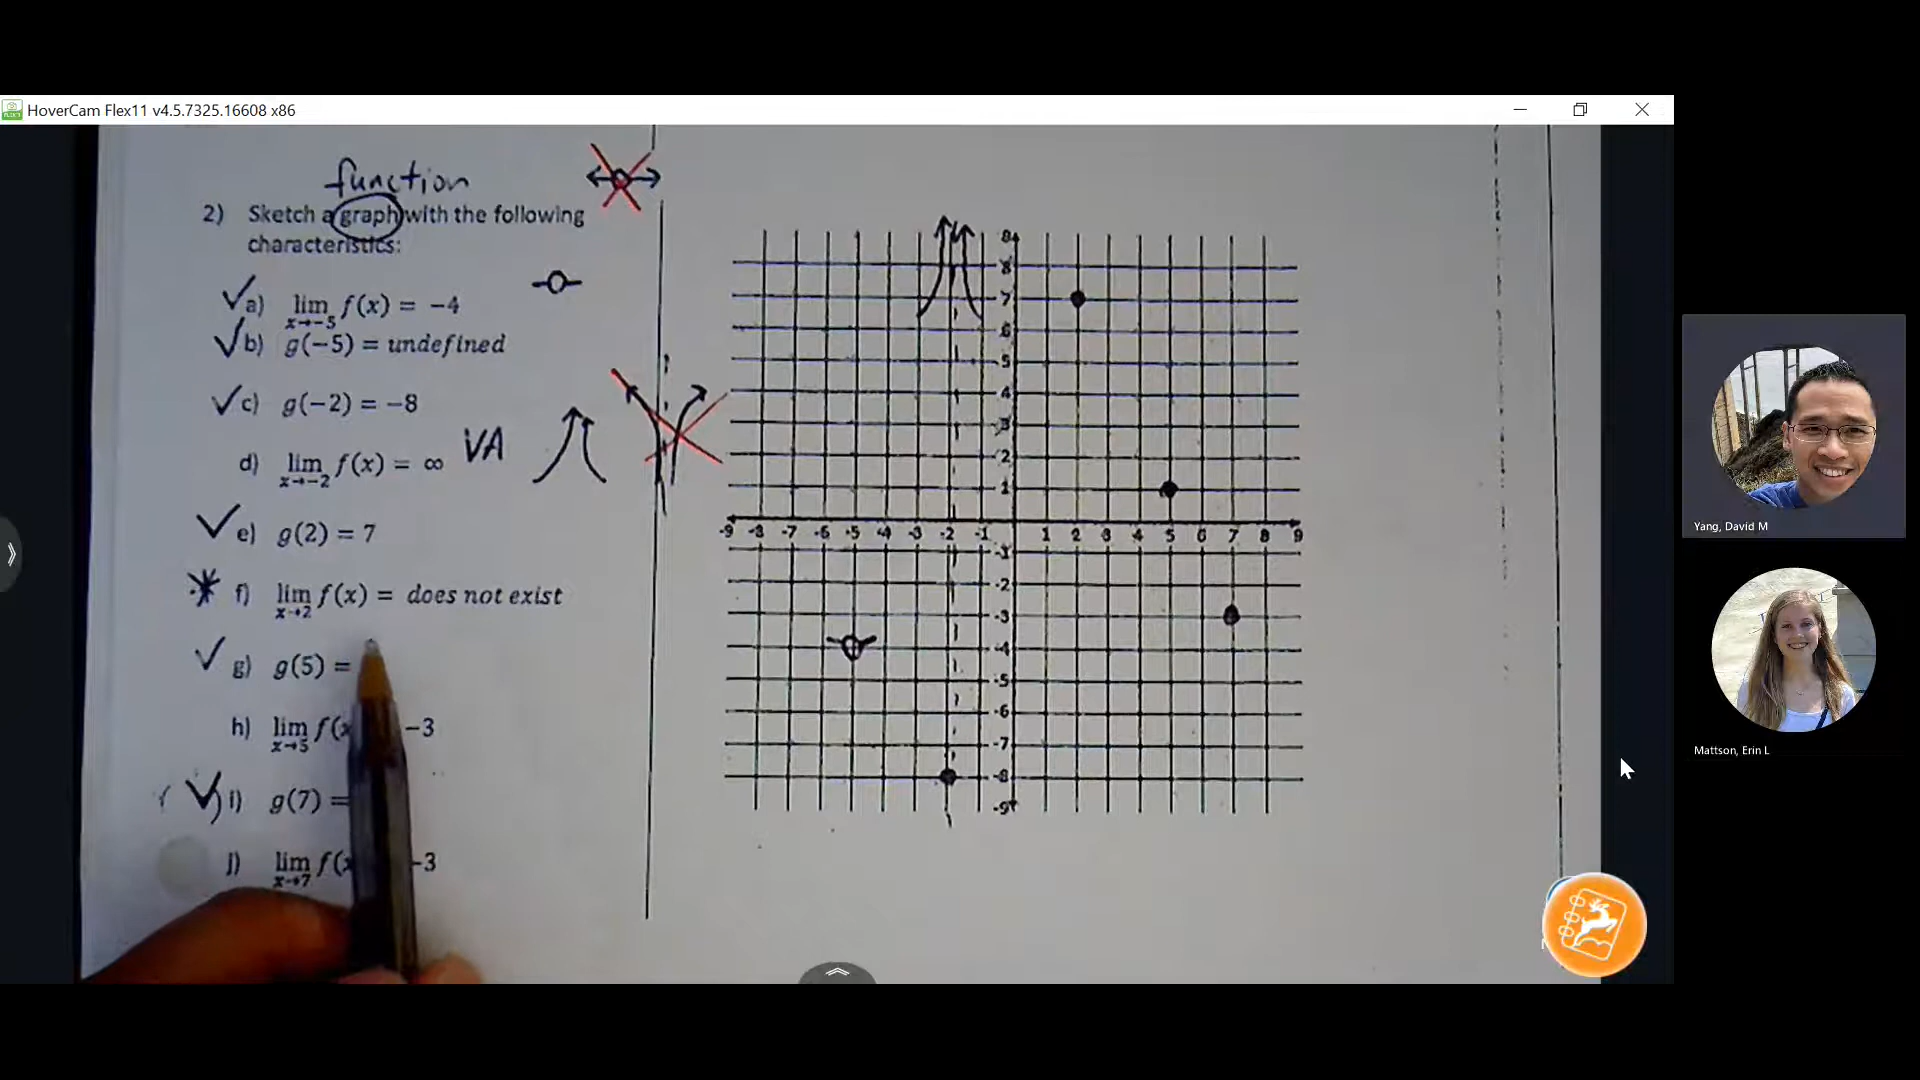 HoverCam Flex11 v4.5.7325.16608 x86
function
2) Sketch a graph with the following
characteristics:
a) lim f(x) = -4
x→-5
b) g(-5) = undefined
c) g(-2) = -8
d) lim f(x) = ∞ VA
x→-2
e) g(2) = 7
f) lim f(x) = does not exist
x→2
g) g(5) =
h) lim f(x -3
x→5
i) g(7) =
j) lim f(x -3
x→7
8
8
7
6
5
4
3
2
1
-9 -8 -7 -6 -5 -4 -3 -2 -1 1 2 3 4 5 6 7 8 9
-1
-2
-3
-4
-5
-6
-7
-8
-9
Yang, David M
Mattson, Erin L